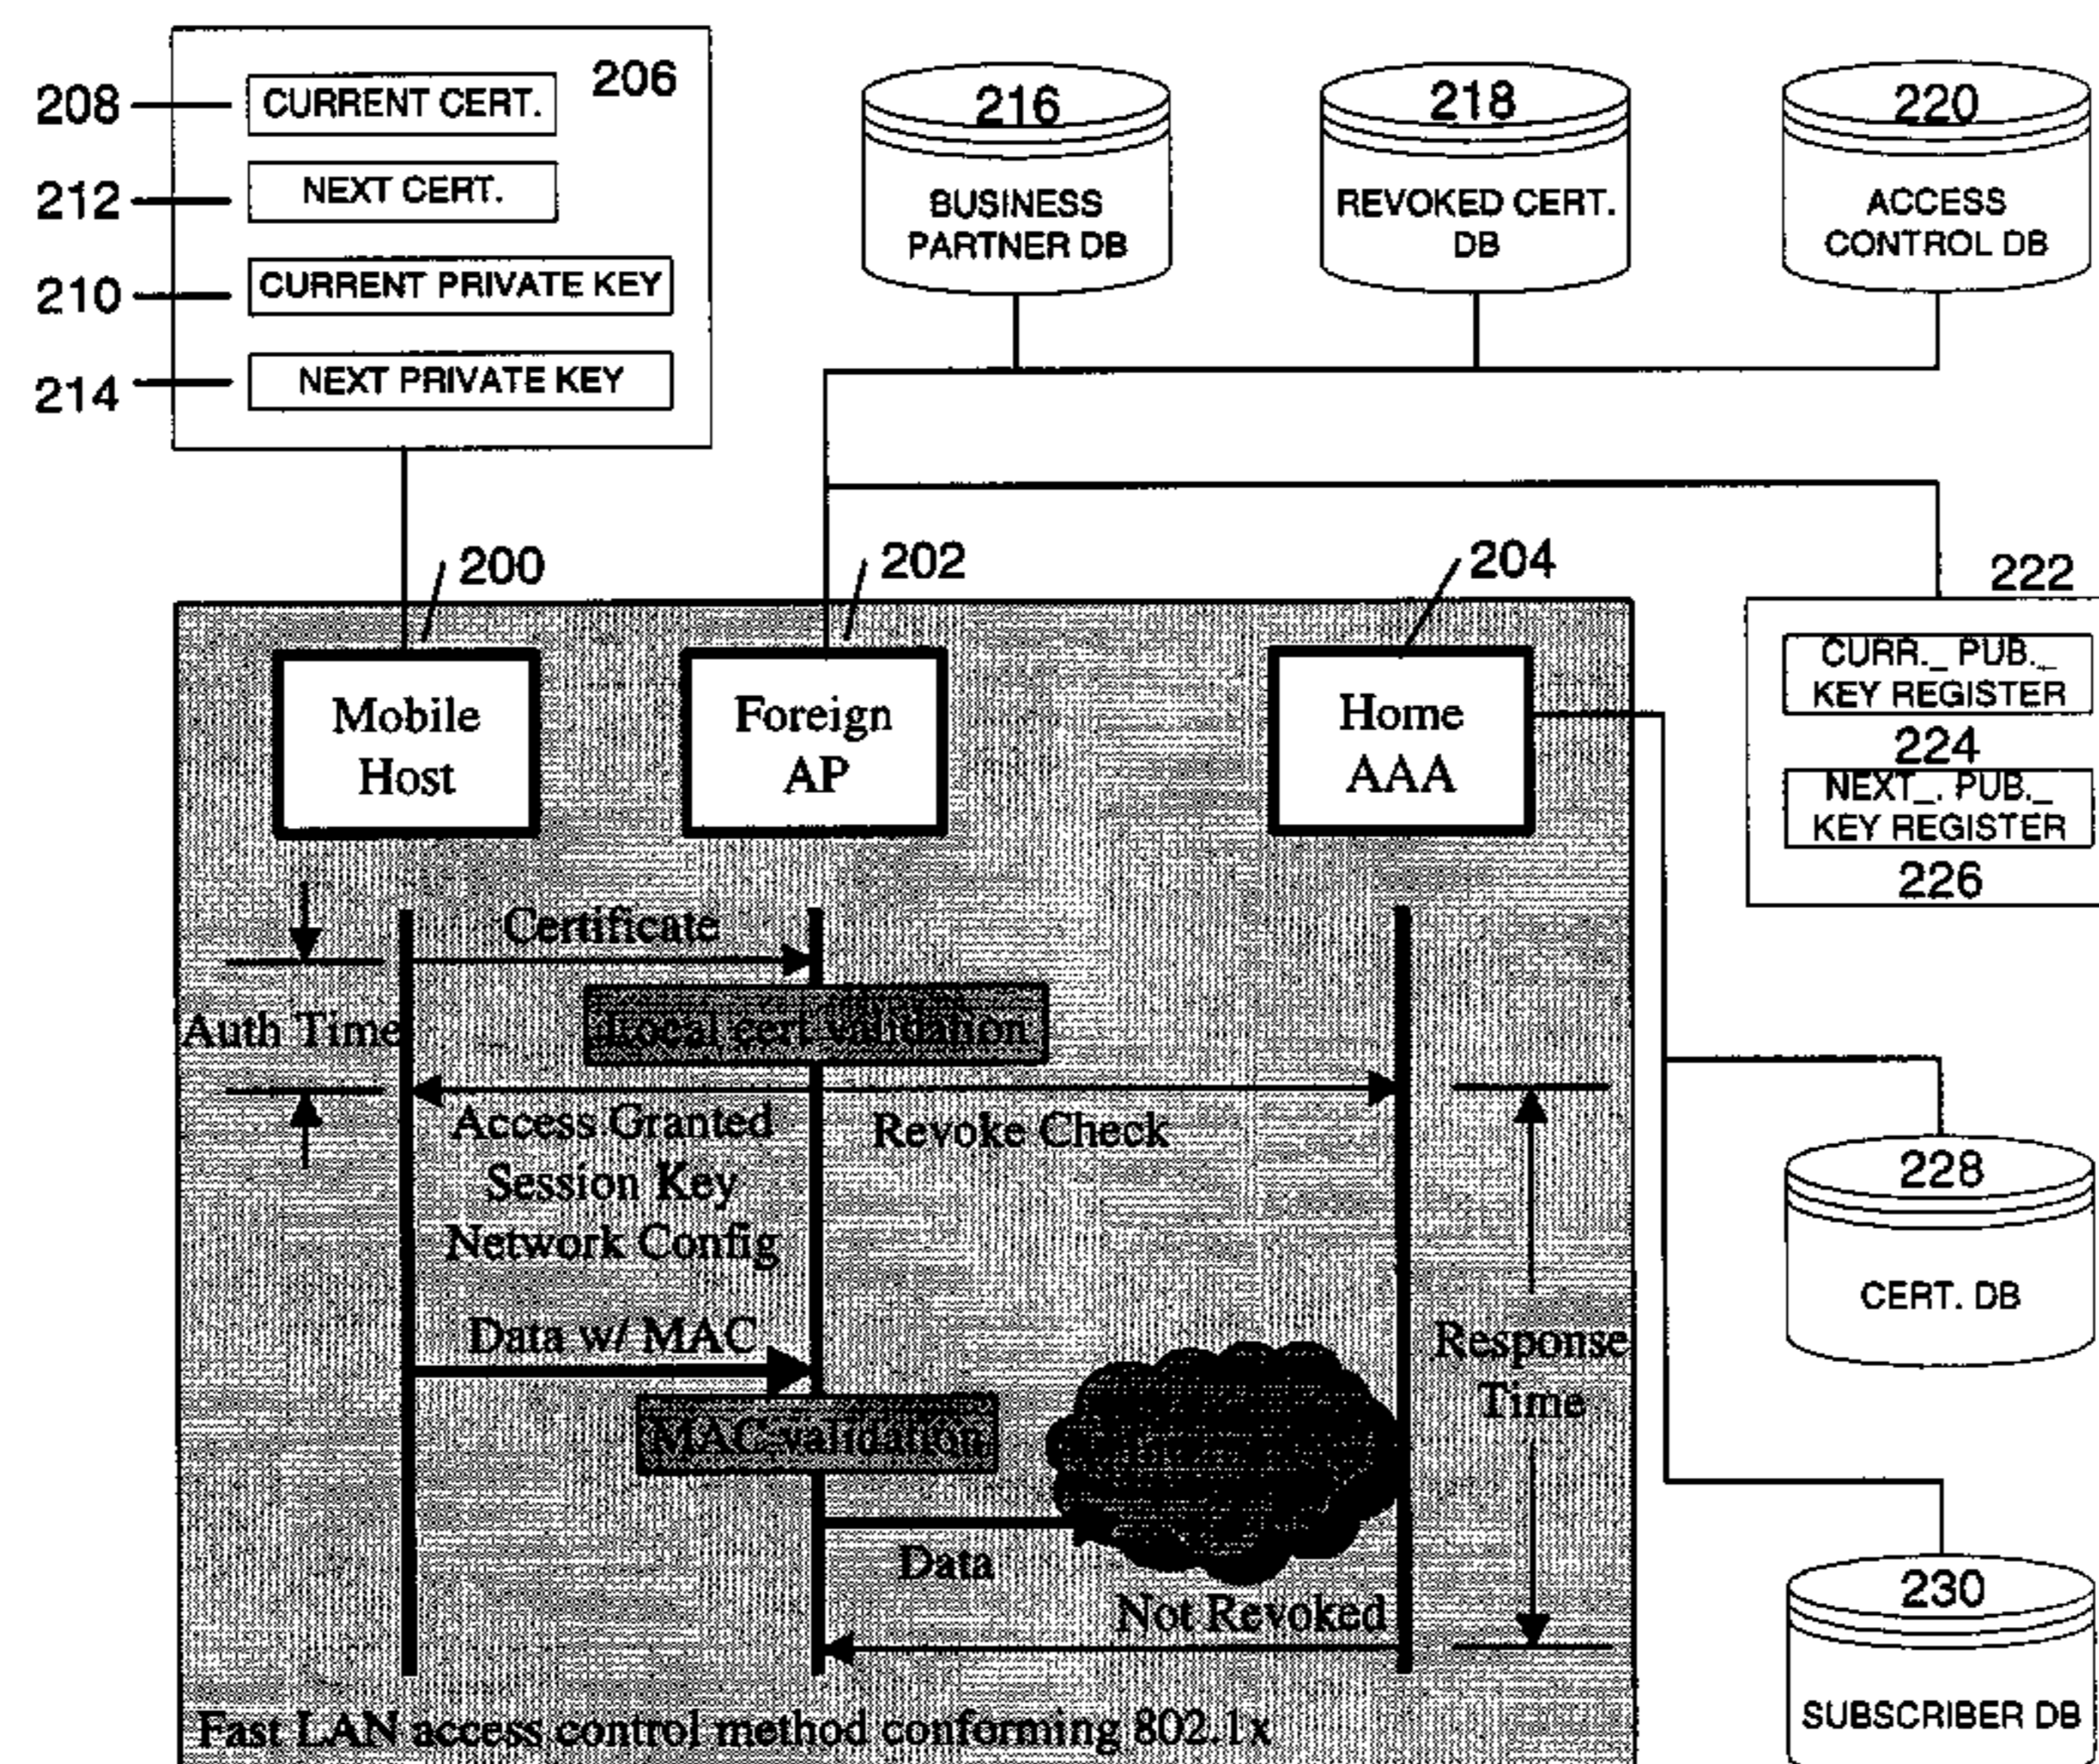 206
208
CURRENT CERT.
212
NEXT CERT.
210
CURRENT PRIVATE KEY
214
NEXT PRIVATE KEY
216
BUSINESS
PARTNER DB
218
REVOKED CERT.
DB
220
ACCESS
CONTROL DB
200
202
204
222
Mobile
Host
Foreign
AP
Home
AAA
CURR._ PUB._
KEY REGISTER
224
NEXT_. PUB._
KEY REGISTER
226
Certificate
Local cert validation
Auth Time
Access Granted
Session Key
Network Config
Revoke Check
Data w/ MAC
MAC validation
Response
Time
Data
Not Revoked
Fast LAN access control method conforming 802.1x
228
CERT. DB
230
SUBSCRIBER DB